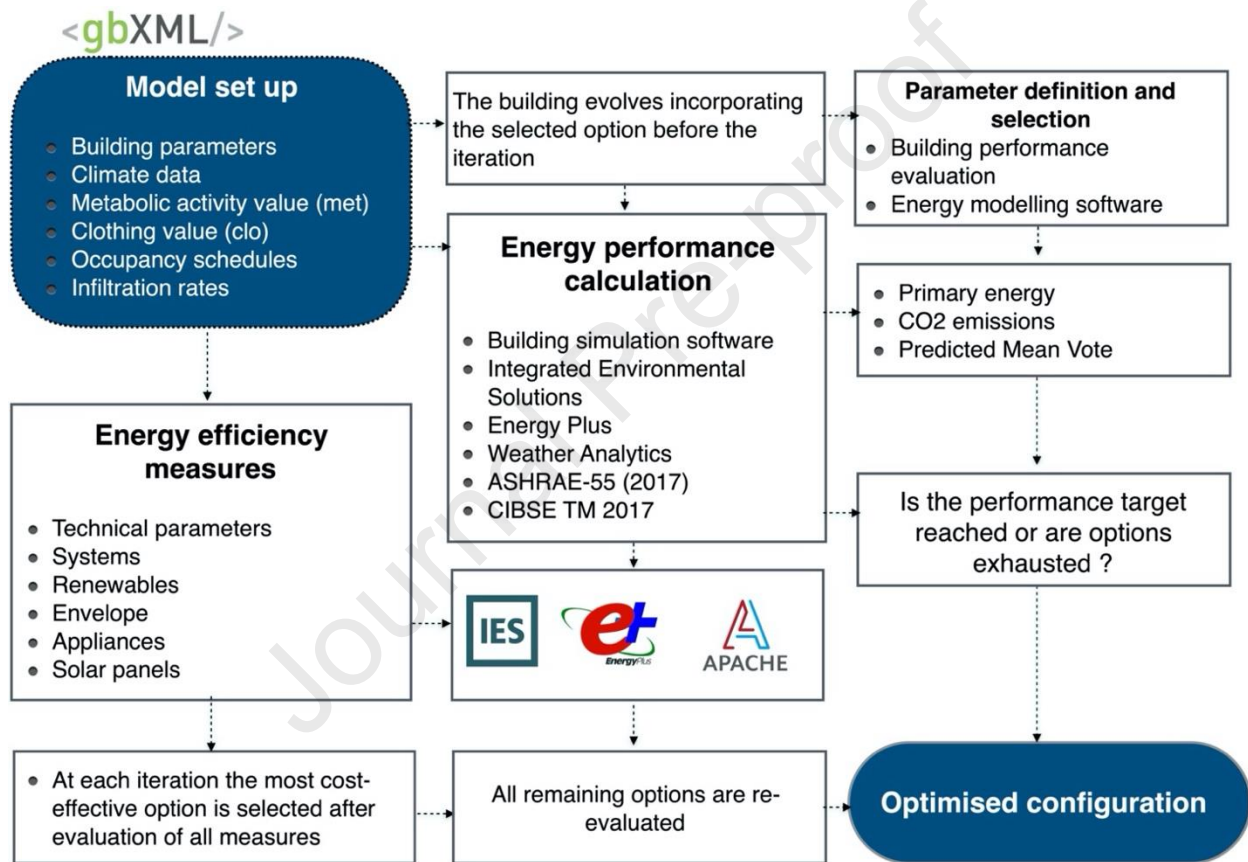 <gbXML/>
Model set up
Building parameters
Climate data
Metabolic activity value (met)
Clothing value (clo)
Occupancy schedules
Infiltration rates
The building evolves incorporating
the selected option before the
iteration
Parameter definition and
selection
Building performance
evaluation
Energy modelling software
Energy performance
calculation
Building simulation software
Integrated Environmental
Solutions
Energy Plus
Weather Analytics
ASHRAE-55 (2017)
CIBSE TM 2017
Primary energy
CO2 emissions
Predicted Mean Vote
Energy efficiency
measures
Technical parameters
Systems
Renewables
Envelope
Appliances
Solar panels
Is the performance target
reached or are options
exhausted ?
IES
e+
EnergyPlus
APACHE
At each iteration the most cost-
effective option is selected after
evaluation of all measures
All remaining options are re-
evaluated
Optimised configuration
Journal Pre-proof